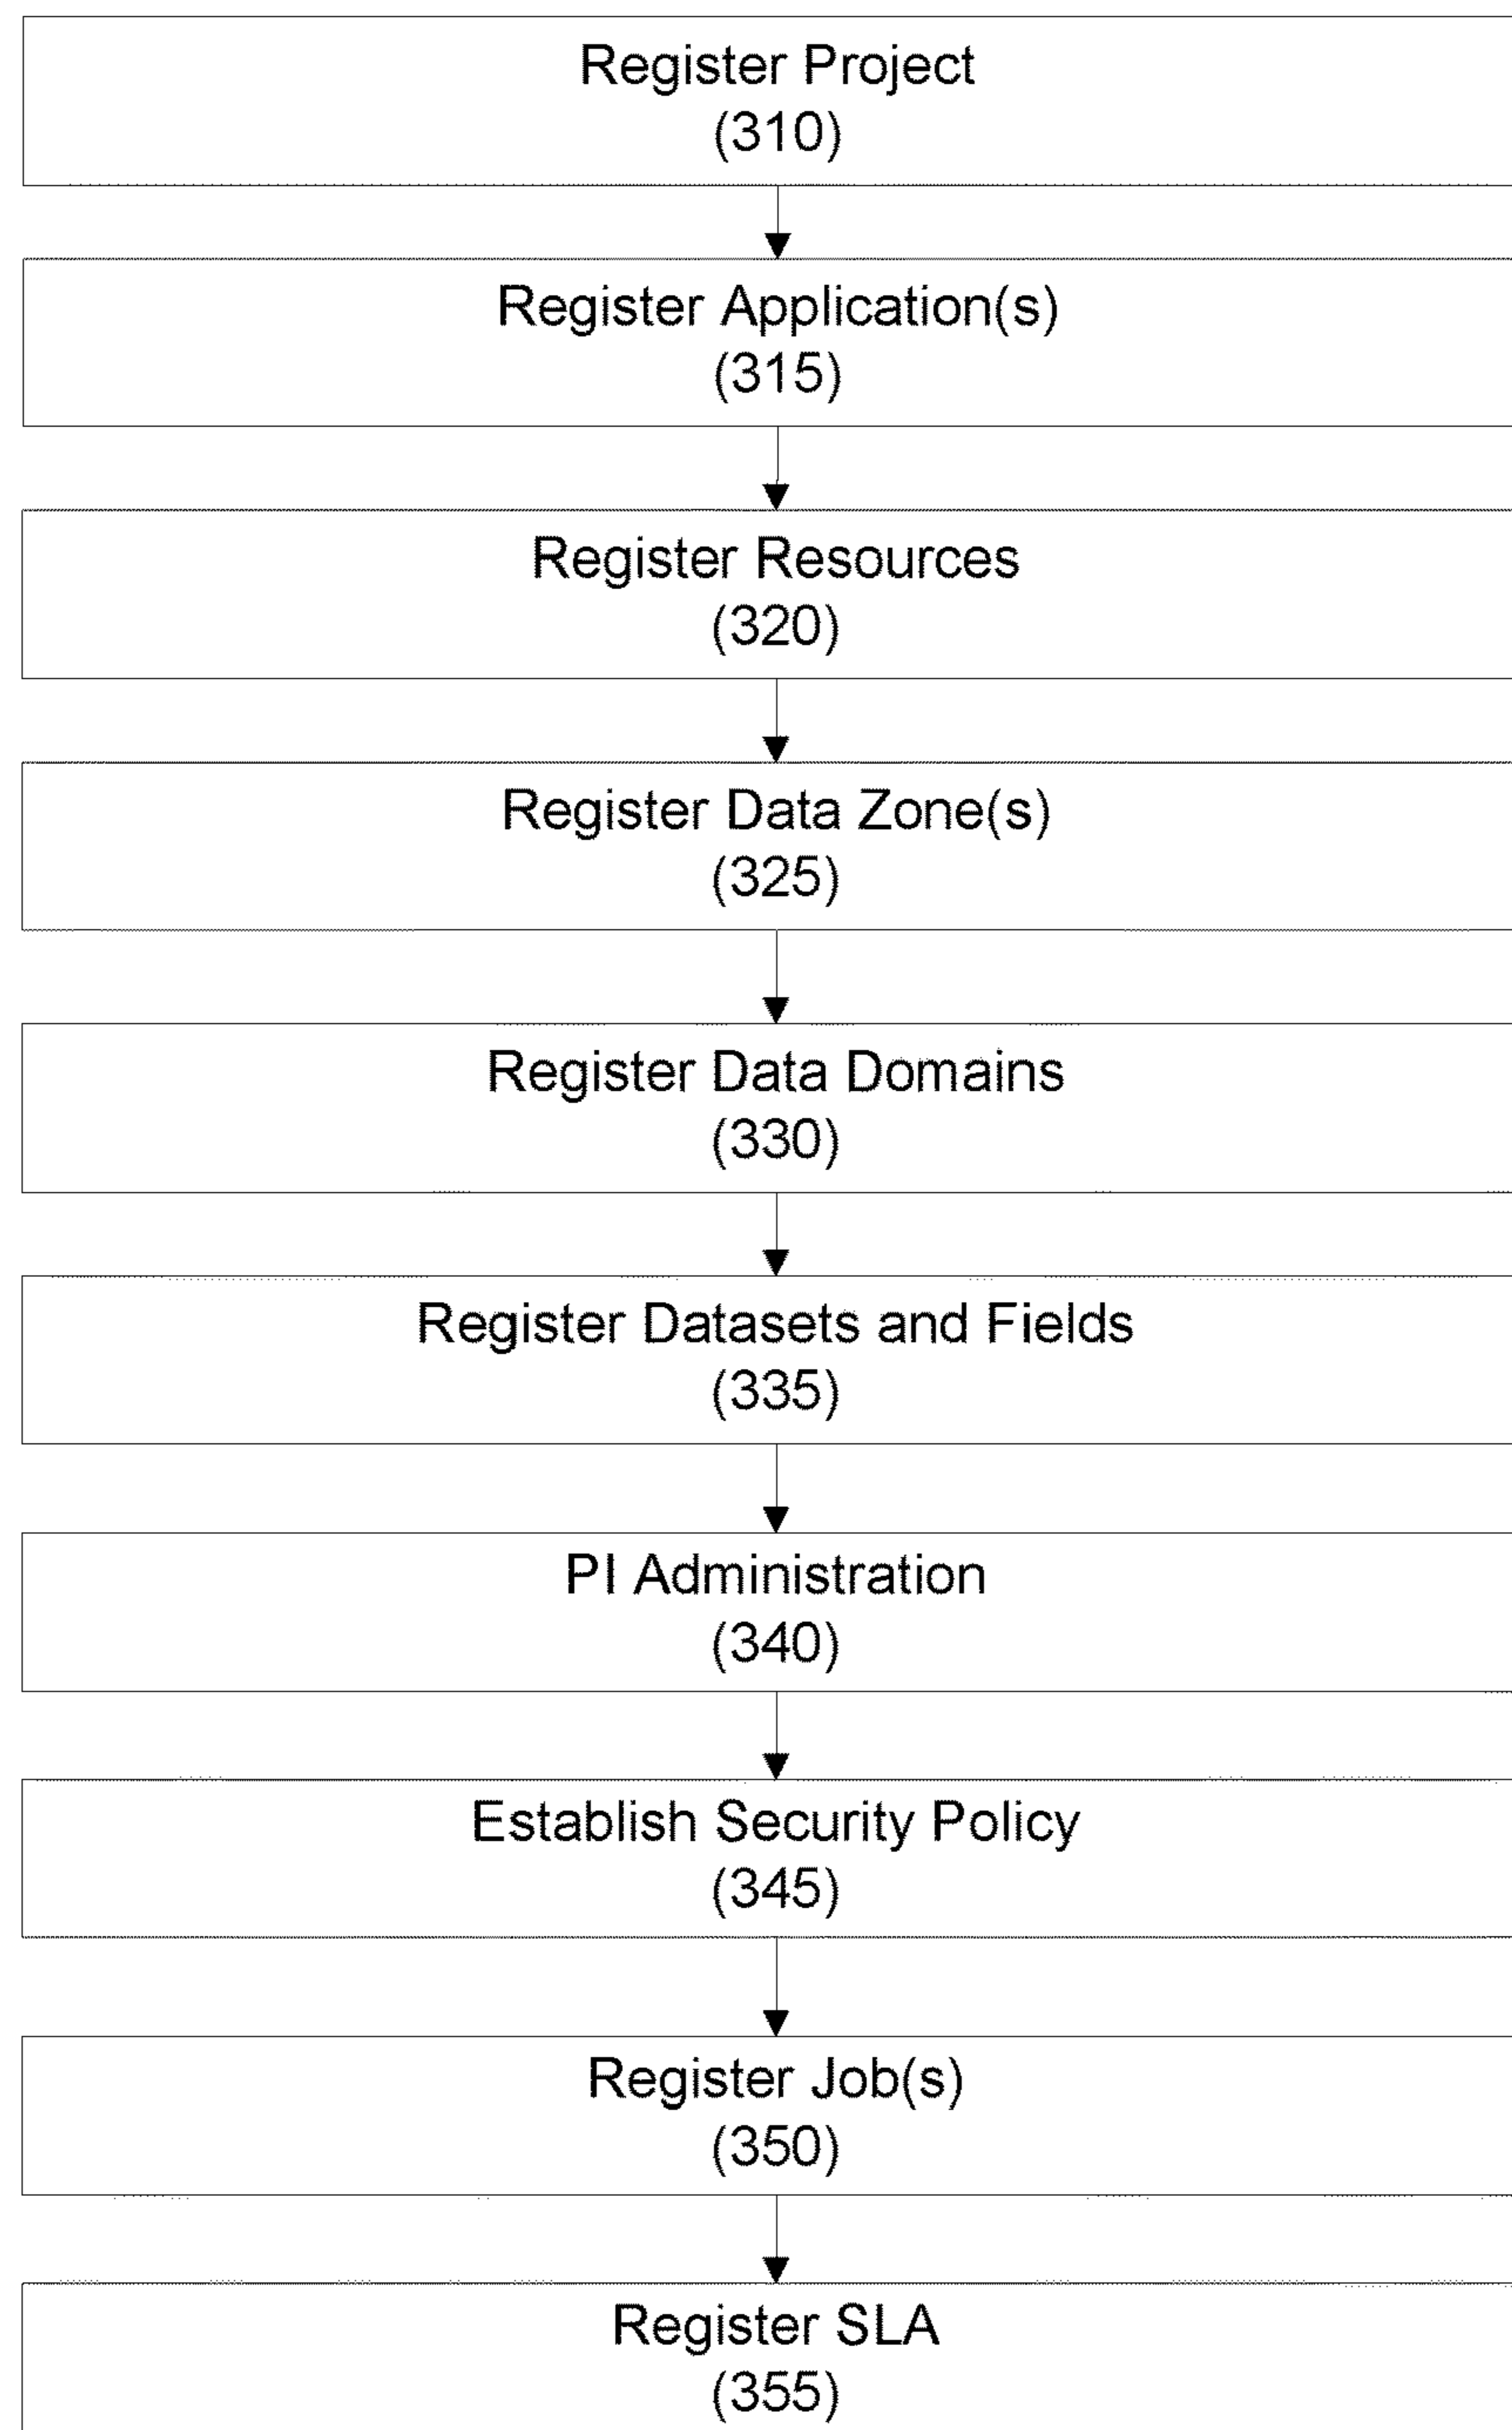 Register Project
(310)
Register Application(s)
(315)
Register Resources
(320)
Register Data Zone(s)
(325)
Register Data Domains
(330)
Register Datasets and Fields
(335)
PI Administration
(340)
Establish Security Policy
(345)
Register Job(s)
(350)
Register SLA
(355)